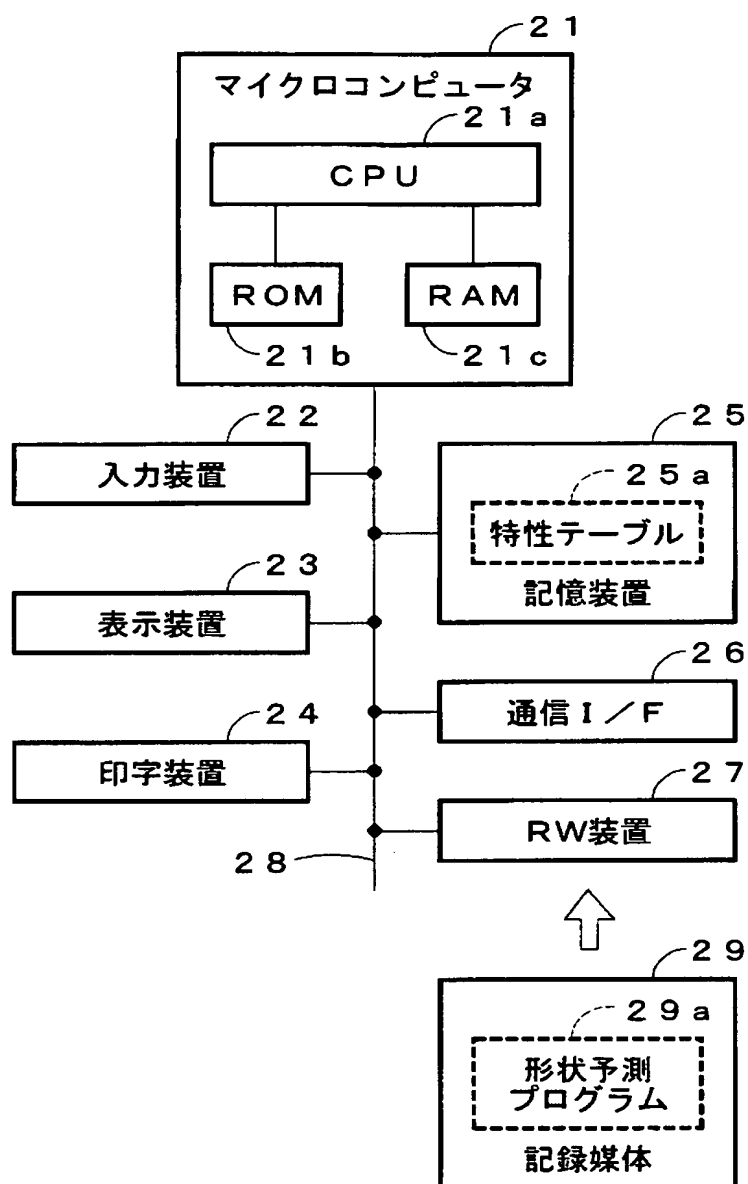 21
マイクロコンピュータ
21a
CPU
ROM
RAM
21b
21c
22
入力装置
25
25a
特性テーブル
記憶装置
23
表示装置
26
通信I/F
24
印字装置
27
RW装置
28
29
29a
形状予測
プログラム
記録媒体